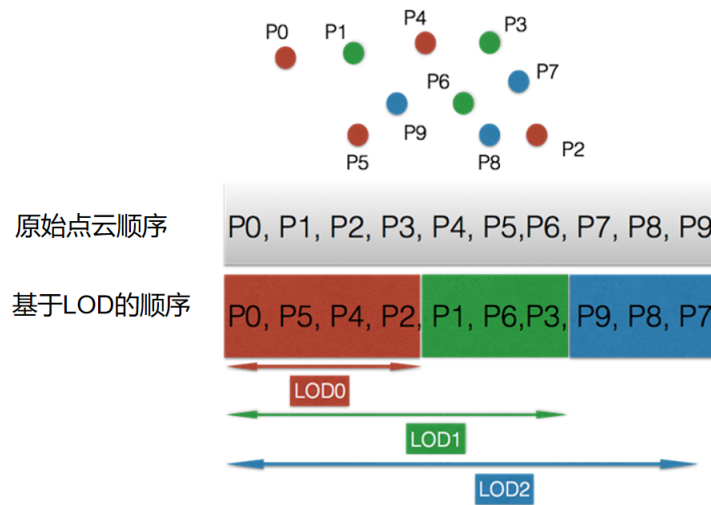 P4
P3
P0
P1
P7
P6
P9
P5
P8
P2
原始点云顺序
P0, P1, P2, P3, P4, P5,P6, P7, P8, P9
基于LOD的顺序
P0, P5, P4, P2, P1, P6,P3, P9, P8, P7
LOD0
LOD1
LOD2